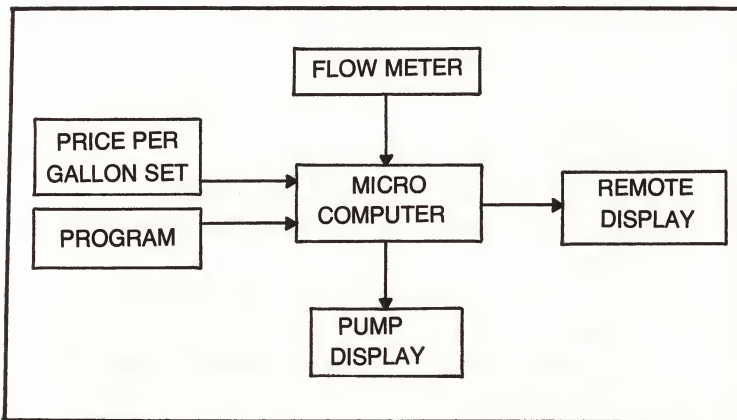 FLOW METER
PRICE PER
GALLON SET
PROGRAM
MICRO
COMPUTER
REMOTE
DISPLAY
PUMP
DISPLAY